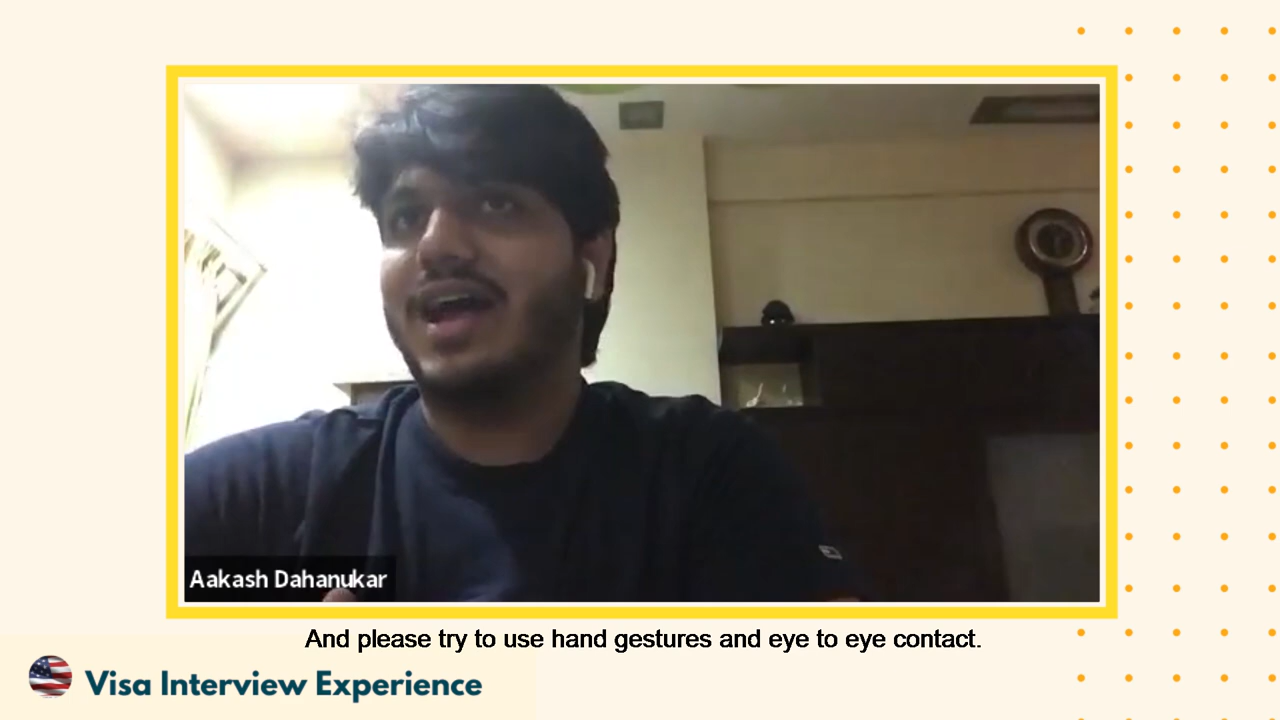 Aakash Dahanukar
And please try to use hand gestures and eye to eye contact.
Visa Interview Experience